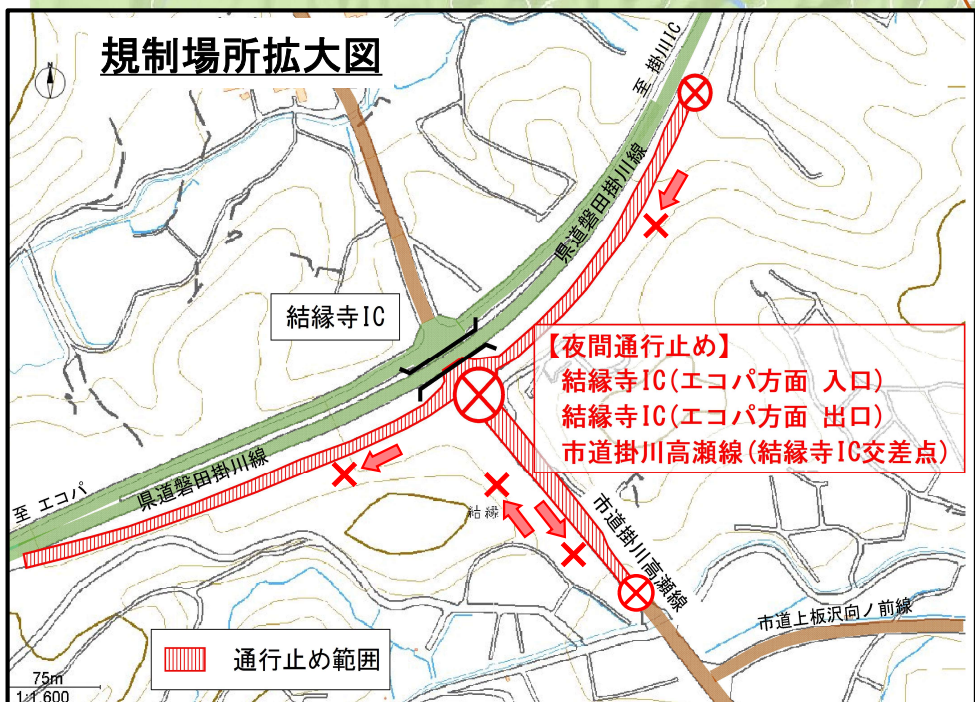 規制場所拡大図
N
至 掛川IC
県道磐田掛川線
結縁寺IC
【夜間通行止め】
結縁寺IC(エコパ方面 入口)
結縁寺IC(エコパ方面 出口)
市道掛川高瀬線(結縁寺IC交差点)
県道磐田掛川線
至 エコパ
結縁
市道掛川高瀬線
市道上板沢向ノ前線
通行止め範囲
75m
1:1,600